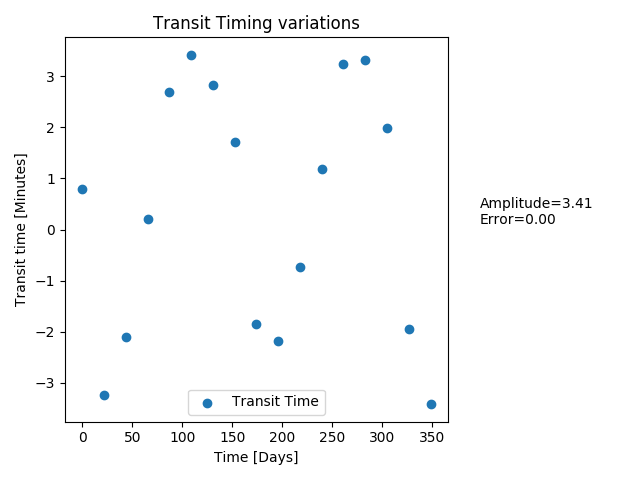 Transit Timing variations
Transit time [Minutes]
3
2
1
0
−1
−2
−3
Amplitude=3.41
Error=0.00
Transit Time
0 50 100 150 200 250 300 350
Time [Days]